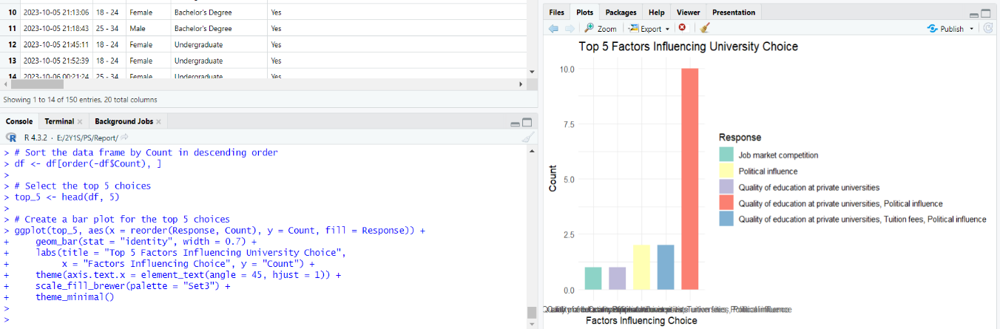 10 2023-10-05 21:13:06 18 - 24 Female Bachelor's Degree Yes
11 2023-10-05 21:18:43 25 - 34 Male Bachelor's Degree Yes
12 2023-10-05 21:45:11 18 - 24 Female Undergraduate Yes
13 2023-10-05 21:52:39 18 - 24 Female Undergraduate Yes
14 2023-10-06 00:21:24 25 - 34 Female Undergraduate Yes
Showing 1 to 14 of 150 entries, 20 total columns
Console Terminal Background Jobs
R 4.3.2 · E:/2Y1S/PS/Report/
> # Sort the data frame by Count in descending order
> df <- df[order(-df$Count), ]
>
> # Select the top 5 choices
> top_5 <- head(df, 5)
>
> # Create a bar plot for the top 5 choices
> ggplot(top_5, aes(x = reorder(Response, Count), y = Count, fill = Response)) +
+     geom_bar(stat = "identity", width = 0.7) +
+     labs(title = "Top 5 Factors Influencing University Choice",
+          x = "Factors Influencing Choice", y = "Count") +
+     theme(axis.text.x = element_text(angle = 45, hjust = 1)) +
+     scale_fill_brewer(palette = "Set3") +
+     theme_minimal()
>
>
Files Plots Packages Help Viewer Presentation
Zoom Export Publish
Top 5 Factors Influencing University Choice
10.0
7.5
5.0
2.5
0.0
Count
Factors Influencing Choice
Response
Job market competition
Political influence
Quality of education at private universities
Quality of education at private universities, Political influence
Quality of education at private universities, Tuition fees, Political influence